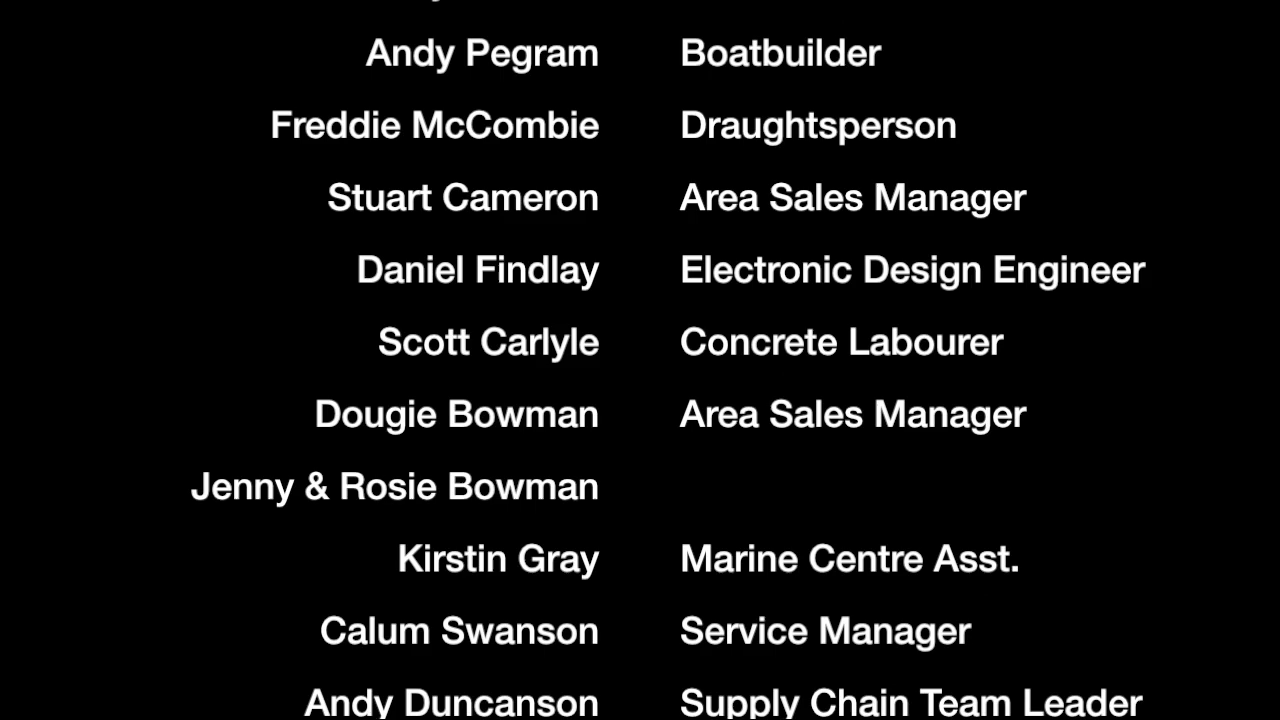 Andy Pegram Boatbuilder
Freddie McCombie Draughtsperson
Stuart Cameron Area Sales Manager
Daniel Findlay Electronic Design Engineer
Scott Carlyle Concrete Labourer
Dougie Bowman Area Sales Manager
Jenny & Rosie Bowman
Kirstin Gray Marine Centre Asst.
Calum Swanson Service Manager
Andy Duncanson Supply Chain Team Leader